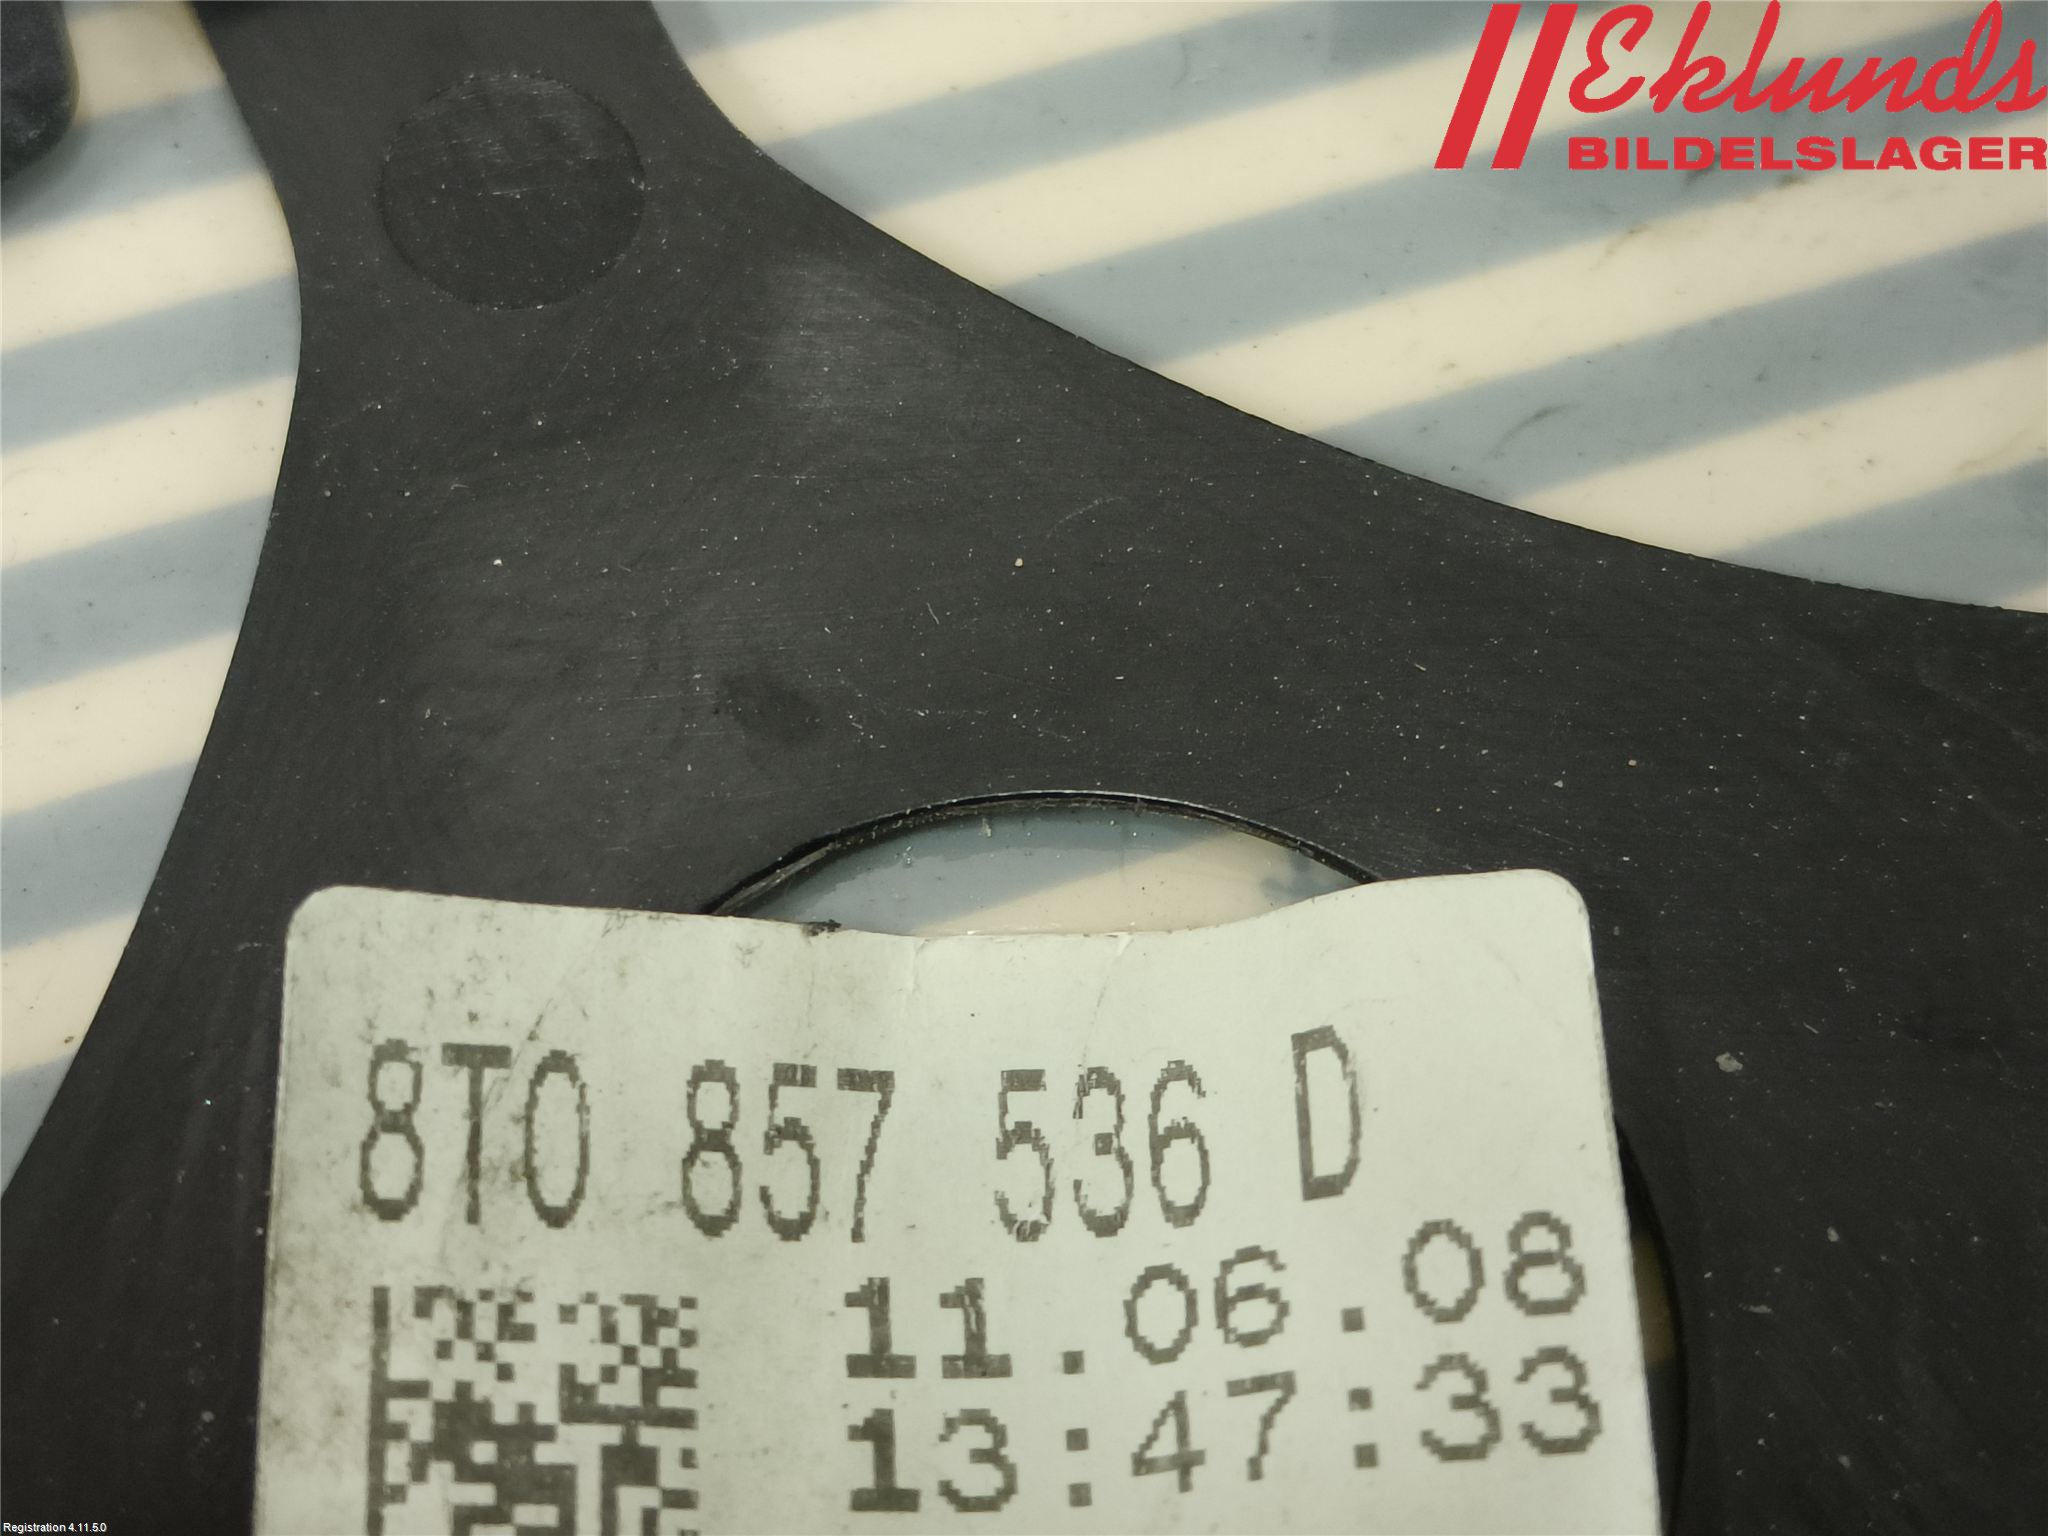 Eklunds
BILDELSLAGER
8T0 857 536 D
11.06.08
13:47:33
Registration 4.11.5.0